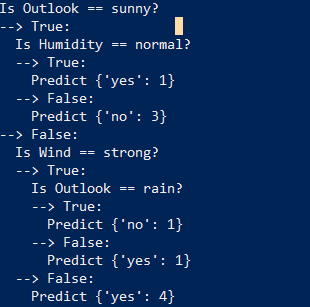 Is Outlook == sunny?
--> True:
  Is Humidity == normal?
  --> True:
    Predict {'yes': 1}
  --> False:
    Predict {'no': 3}
--> False:
  Is Wind == strong?
  --> True:
    Is Outlook == rain?
    --> True:
      Predict {'no': 1}
    --> False:
      Predict {'yes': 1}
  --> False:
    Predict {'yes': 4}